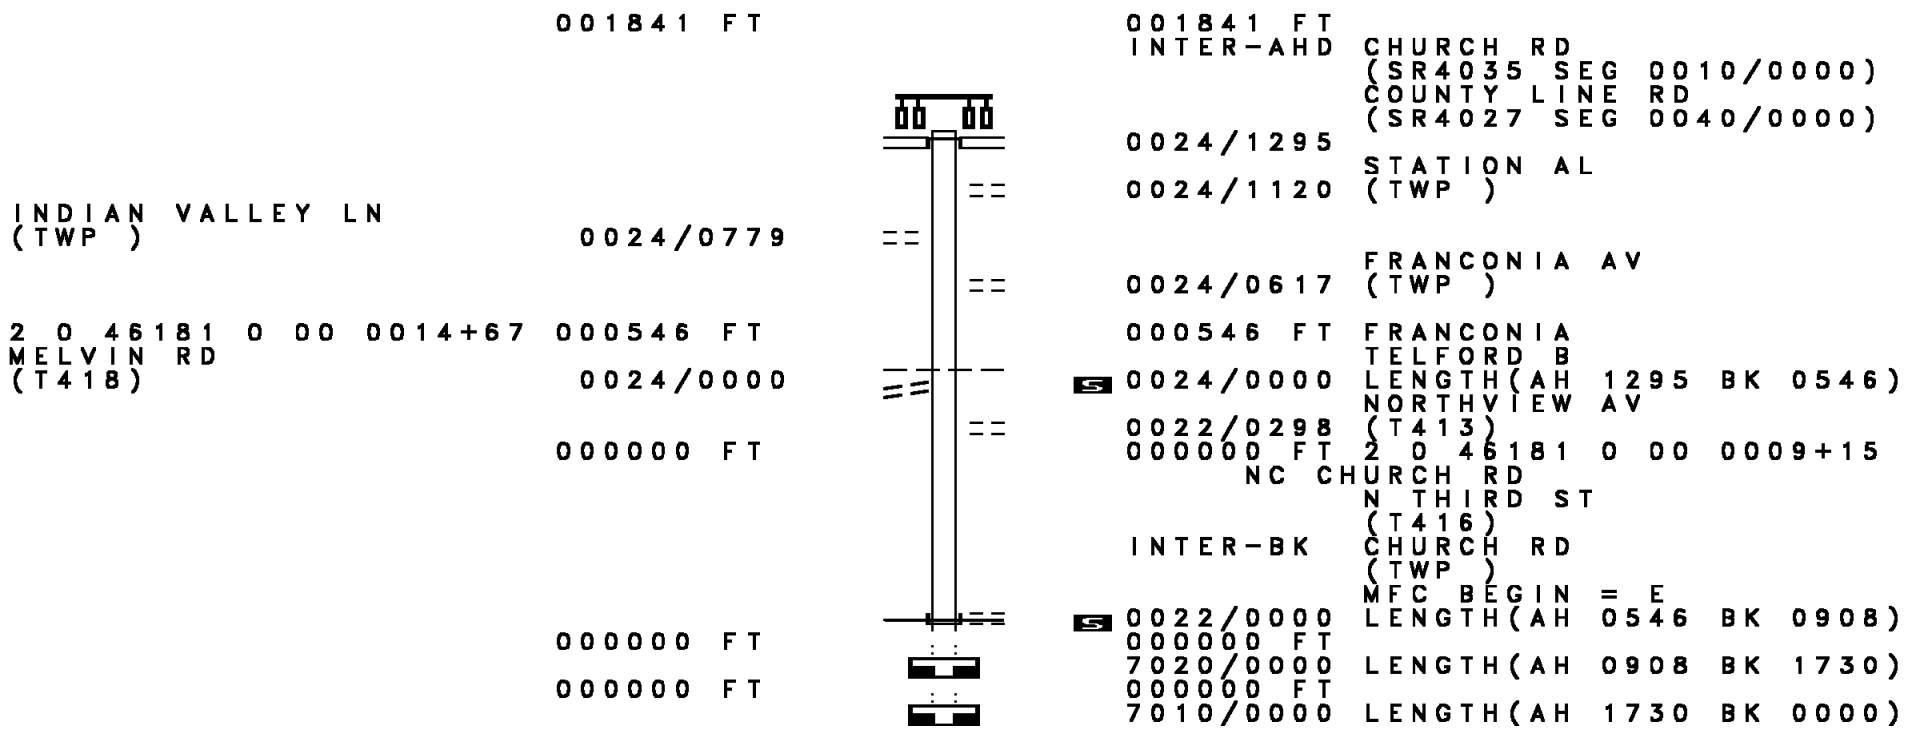 001841 FT 001841 FT
INTER-AHD CHURCH RD
(SR4035 SEG 0010/0000)
COUNTY LINE RD
(SR4027 SEG 0040/0000)
0024/1295
STATION AL
0024/1120 (TWP )
INDIAN VALLEY LN
(TWP ) 0024/0779
FRANCONIA AV
0024/0617 (TWP )
2 0 46181 0 00 0014+67 000546 FT 000546 FT FRANCONIA
MELVIN RD TELFORD B
(T418) 0024/0000 S 0024/0000 LENGTH(AH 1295 BK 0546)
NORTHVIEW AV
0022/0298 (T413)
000000 FT 000000 FT 2 0 46181 0 00 0009+15
NC CHURCH RD
N THIRD ST
(T416)
INTER-BK CHURCH RD
(TWP )
MFC BEGIN = E
S 0022/0000 LENGTH(AH 0546 BK 0908)
000000 FT 000000 FT
7020/0000 LENGTH(AH 0908 BK 1730)
000000 FT 000000 FT
7010/0000 LENGTH(AH 1730 BK 0000)